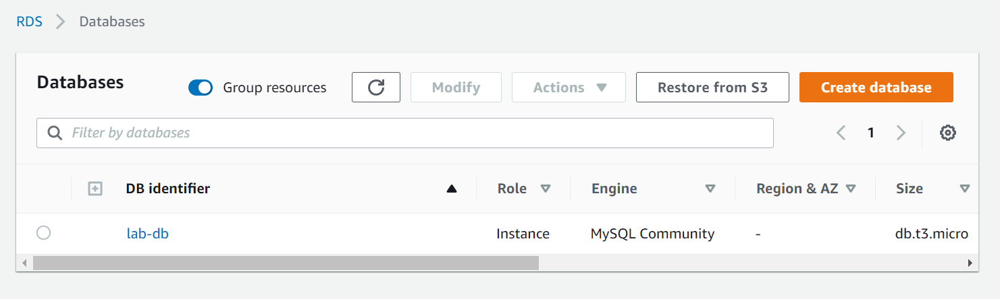 RDS Databases
Databases Group resources Modify Actions Restore from S3 Create database
Filter by databases 1
DB identifier Role Engine Region & AZ Size
lab-db Instance MySQL Community - db.t3.micro